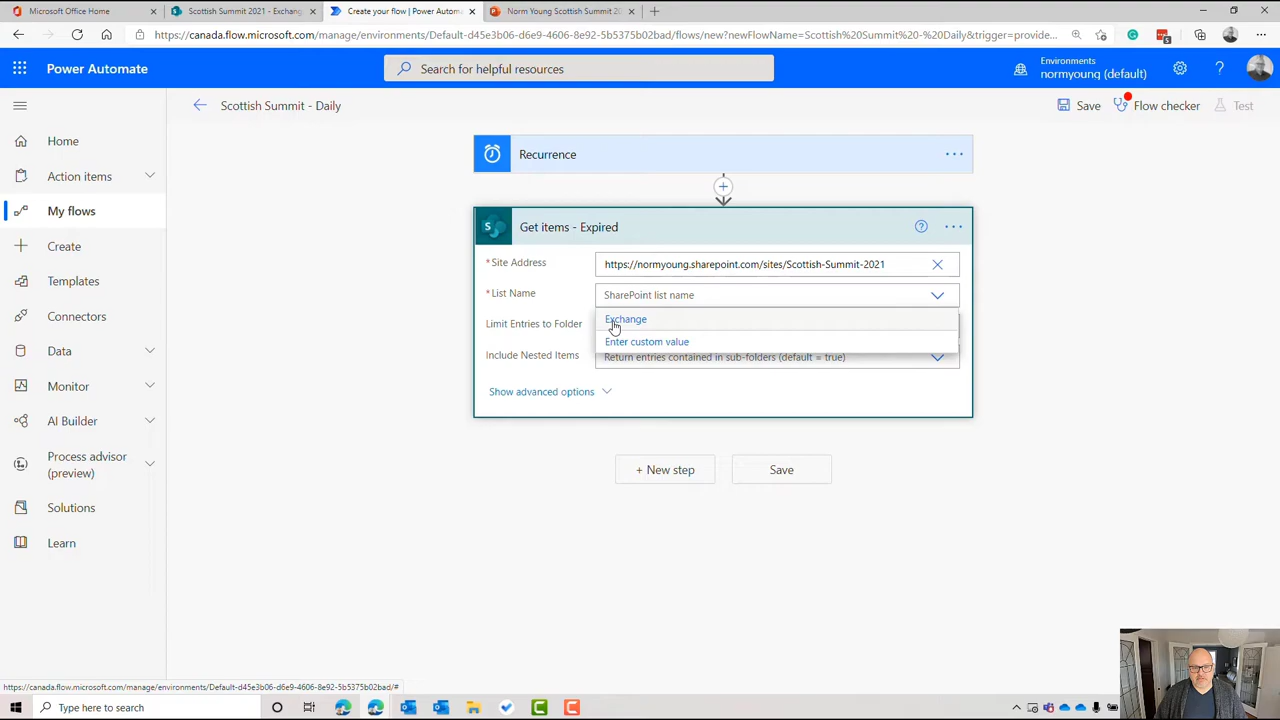 Microsoft Office Home
Scottish Summit 2021 - Exchang
Create your flow | Power Automa
Norm Young Scottish Summit 20
https://canada.flow.microsoft.com/manage/environments/Default-d45e3b06-d6e9-4606-8e92-5b5375b02bad/flows/new?newFlowName=Scottish%20Summit%20-%20Daily&trigger=provide...
Power Automate
Search for helpful resources
Environments
normyoung (default)
Scottish Summit - Daily
Save
Flow checker
Test
Home
Action items
My flows
Create
Templates
Connectors
Data
Monitor
AI Builder
Process advisor
(preview)
Solutions
Learn
Recurrence
Get items - Expired
* Site Address
https://normyoung.sharepoint.com/sites/Scottish-Summit-2021
* List Name
SharePoint list name
Exchange
Limit Entries to Folder
Enter custom value
Include Nested Items
Return entries contained in sub-folders (default = true)
Show advanced options
+ New step
Save
https://canada.flow.microsoft.com/manage/environments/Default-d45e3b06-d6e9-4606-8e92-5b5375b02bad/#
Type here to search